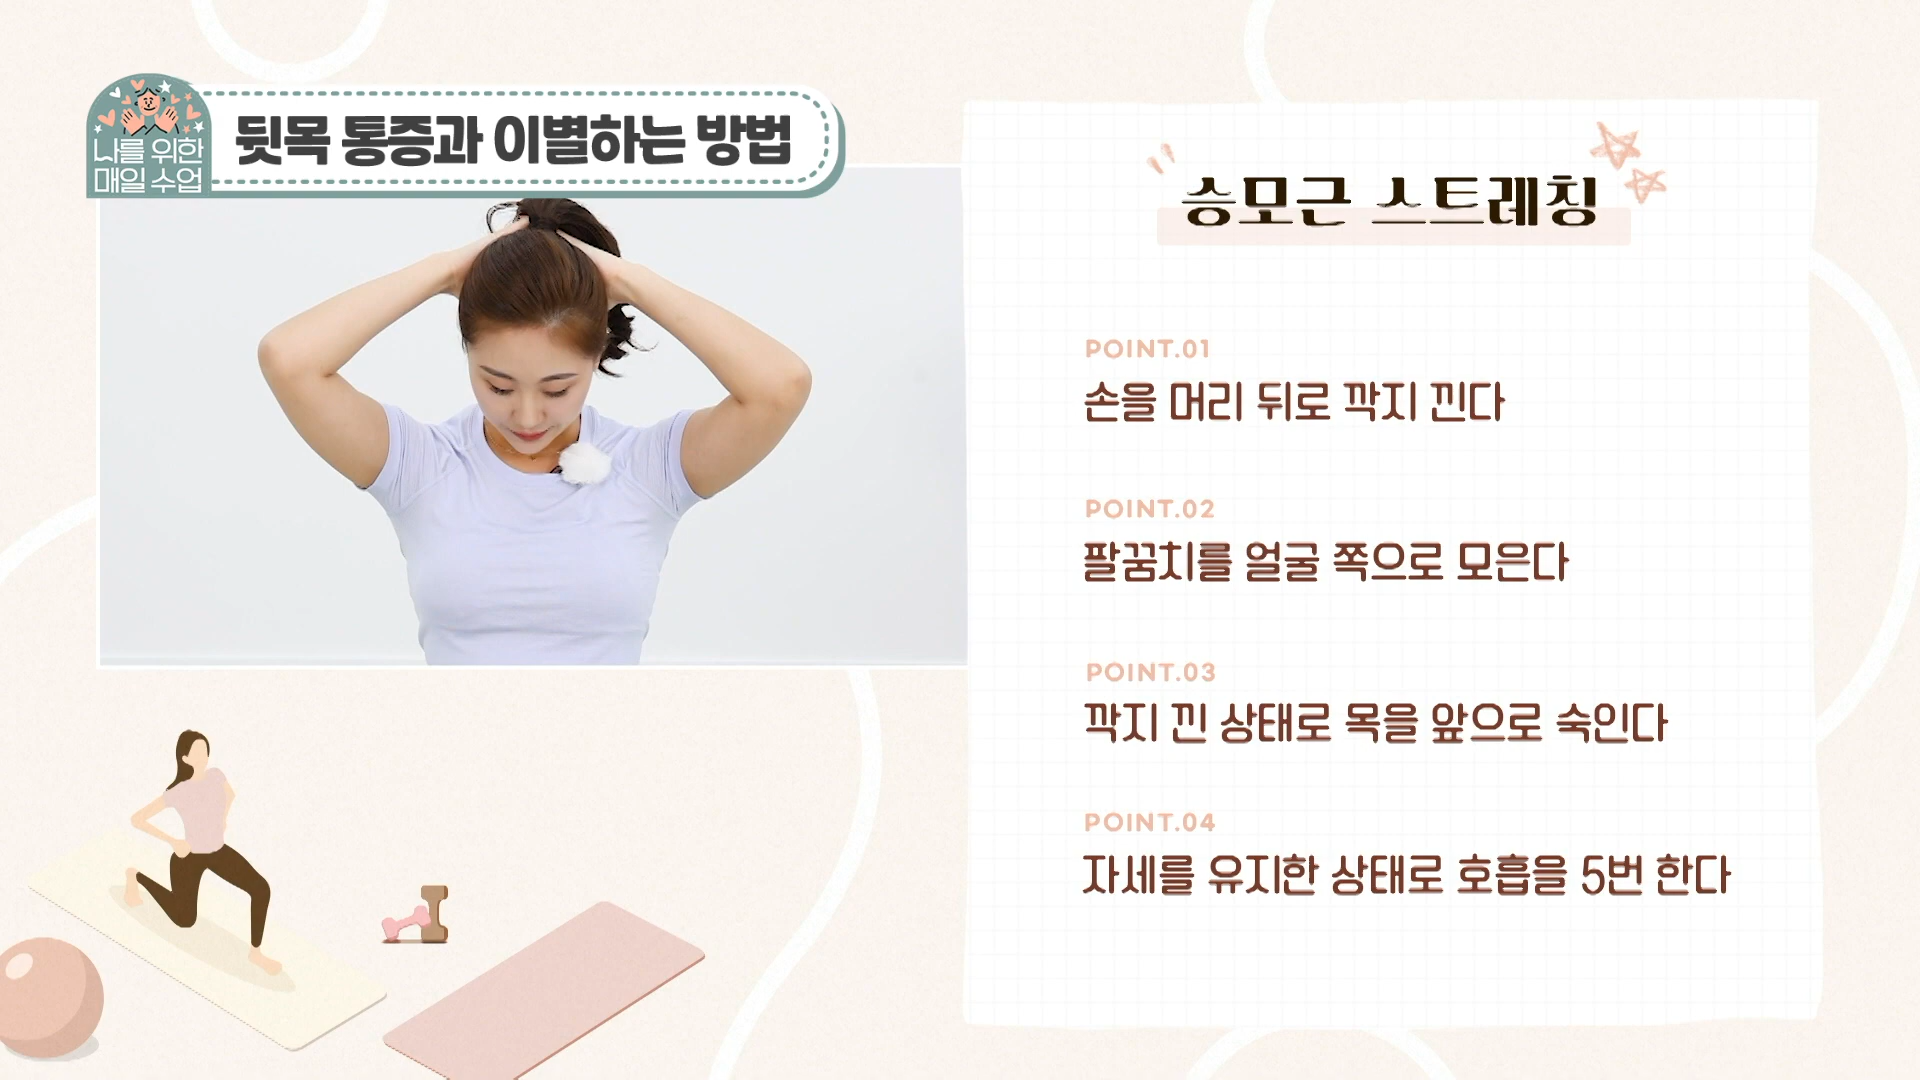 나를 위한
매일 수업
뒷목 통증과 이별하는 방법
승모근 스트레칭
POINT.01
손을 머리 뒤로 깍지 낀다
POINT.02
팔꿈치를 얼굴 쪽으로 모은다
POINT.03
깍지 낀 상태로 목을 앞으로 숙인다
POINT.04
자세를 유지한 상태로 호흡을 5번 한다